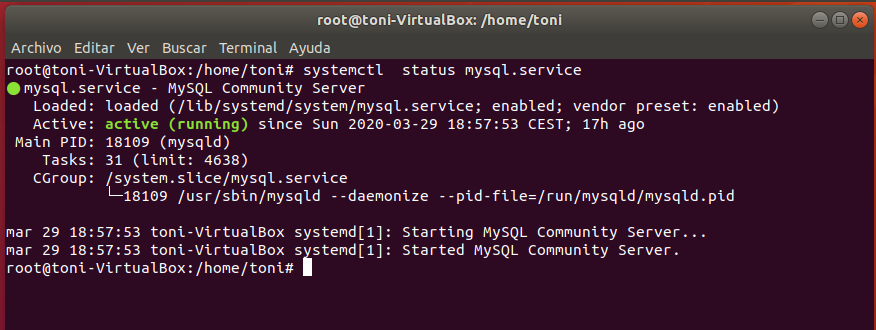 root@toni-VirtualBox: /home/toni
Archivo Editar Ver Buscar Terminal Ayuda
root@toni-VirtualBox:/home/toni# systemctl  status mysql.service
● mysql.service - MySQL Community Server
   Loaded: loaded (/lib/systemd/system/mysql.service; enabled; vendor preset: enabled)
   Active: active (running) since Sun 2020-03-29 18:57:53 CEST; 17h ago
 Main PID: 18109 (mysqld)
    Tasks: 31 (limit: 4638)
   CGroup: /system.slice/mysql.service
           └─18109 /usr/sbin/mysqld --daemonize --pid-file=/run/mysqld/mysqld.pid

mar 29 18:57:53 toni-VirtualBox systemd[1]: Starting MySQL Community Server...
mar 29 18:57:53 toni-VirtualBox systemd[1]: Started MySQL Community Server.
root@toni-VirtualBox:/home/toni#